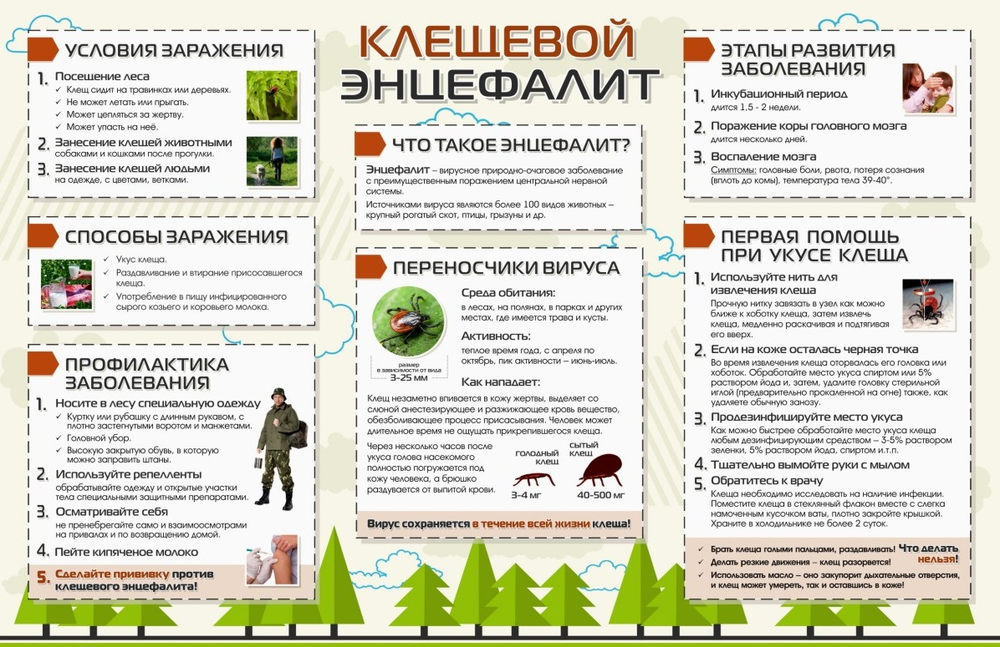 КЛЕЩЕВОЙ
ЭНЦЕФАЛИТ
УСЛОВИЯ ЗАРАЖЕНИЯ
1. Посещение леса
✓ Клещ сидит на травинках или деревьях.
✓ Не может летать или прыгать.
✓ Может цепляться за жертву.
✓ Может упасть на неё.
2. Занесение клещей животными
собаками и кошками после прогулки.
3. Занесение клещей людьми
на одежде, с цветами, ветками.
СПОСОБЫ ЗАРАЖЕНИЯ
✓ Укус клеща.
✓ Раздавливание и втирание присосавшегося
клеща.
✓ Употребление в пищу инфицированного
сырого козьего и коровьего молока.
ПРОФИЛАКТИКА
ЗАБОЛЕВАНИЯ
1. Носите в лесу специальную одежду
✓ Куртку или рубашку с длинным рукавом, с
плотно застегнутыми воротом и манжетами.
✓ Головной убор.
✓ Высокую закрытую обувь, в которую
можно заправить штаны.
2. Используйте репелленты
обрабатывайте одежду и открытые участки
тела специальными защитными препаратами.
3. Осматривайте себя
не пренебрегайте само и взаимоосмотрами
на привалах и по возвращению домой.
4. Пейте кипяченое молоко
5. Сделайте прививку против
клещевого энцефалита!
ЧТО ТАКОЕ ЭНЦЕФАЛИТ?
Энцефалит – вирусное природно-очаговое заболевание
с преимущественным поражением центральной нервной
системы.
Источниками вируса являются более 100 видов животных –
крупный рогатый скот, птицы, грызуны и др.
ПЕРЕНОСЧИКИ ВИРУСА
Среда обитания:
в лесах, на полянах, в парках и других
местах, где имеется трава и кусты.
Активность:
теплое время года, с апреля по
октябрь, пик активности – июнь-июль.
размер
в зависимости от вида
3-25 мм
Как нападает:
Клещ незаметно впивается в кожу жертвы, выделяет со
слюной анестезирующее и разжижающее кровь вещество,
обезболивающее процесс присасывания. Человек может
длительное время не ощущать прикрепившегося клеща.
Через несколько часов после
укуса голова насекомого
полностью погружается под
кожу человека, а брюшко
раздувается от выпитой крови.
голодный
клещ
3-4 мг
сытый
клещ
40-500 мг
Вирус сохраняется в течение всей жизни клеща!
ЭТАПЫ РАЗВИТИЯ
ЗАБОЛЕВАНИЯ
1. Инкубационный период
длится 1,5 - 2 недели.
2. Поражение коры головного мозга
длится несколько дней.
3. Воспаление мозга
Симптомы: головные боли, рвота, потеря сознания
(вплоть до комы), температура тела 39-40°.
ПЕРВАЯ ПОМОЩЬ
ПРИ УКУСЕ КЛЕЩА
1. Используйте нить для
извлечения клеща
Прочную нитку завязать в узел как можно
ближе к хоботку клеща, затем извлечь
клеща, медленно раскачивая и подтягивая
его вверх.
2. Если на коже осталась черная точка
Во время извлечения клеща оторвалась его головка или
хоботок. Обработайте место укуса спиртом или 5%
раствором йода и, затем, удалите головку стерильной
иглой (предварительно прокаленной на огне) также, как
удаляете обычную занозу.
3. Продезинфицируйте место укуса
Как можно быстрее обработайте место укуса клеща
любым дезинфицирующим средством – 3-5% раствором
зеленки, 5% раствором йода, спиртом и.т.п.
4. Тщательно вымойте руки с мылом
5. Обратитесь к врачу
Клеща необходимо исследовать на наличие инфекции.
Поместите клеща в стеклянный флакон вместе с слегка
намоченным кусочком ваты, плотно закройте крышкой.
Храните в холодильнике не более 2 суток.
Что делать
нельзя!
✓ Брать клеща голыми пальцами, раздавливать!
✓ Делать резкие движения – клещ разорвется!
✓ Использовать масло – оно закупорит дыхательные отверстия,
и клещ может умереть, так и оставшись в коже!